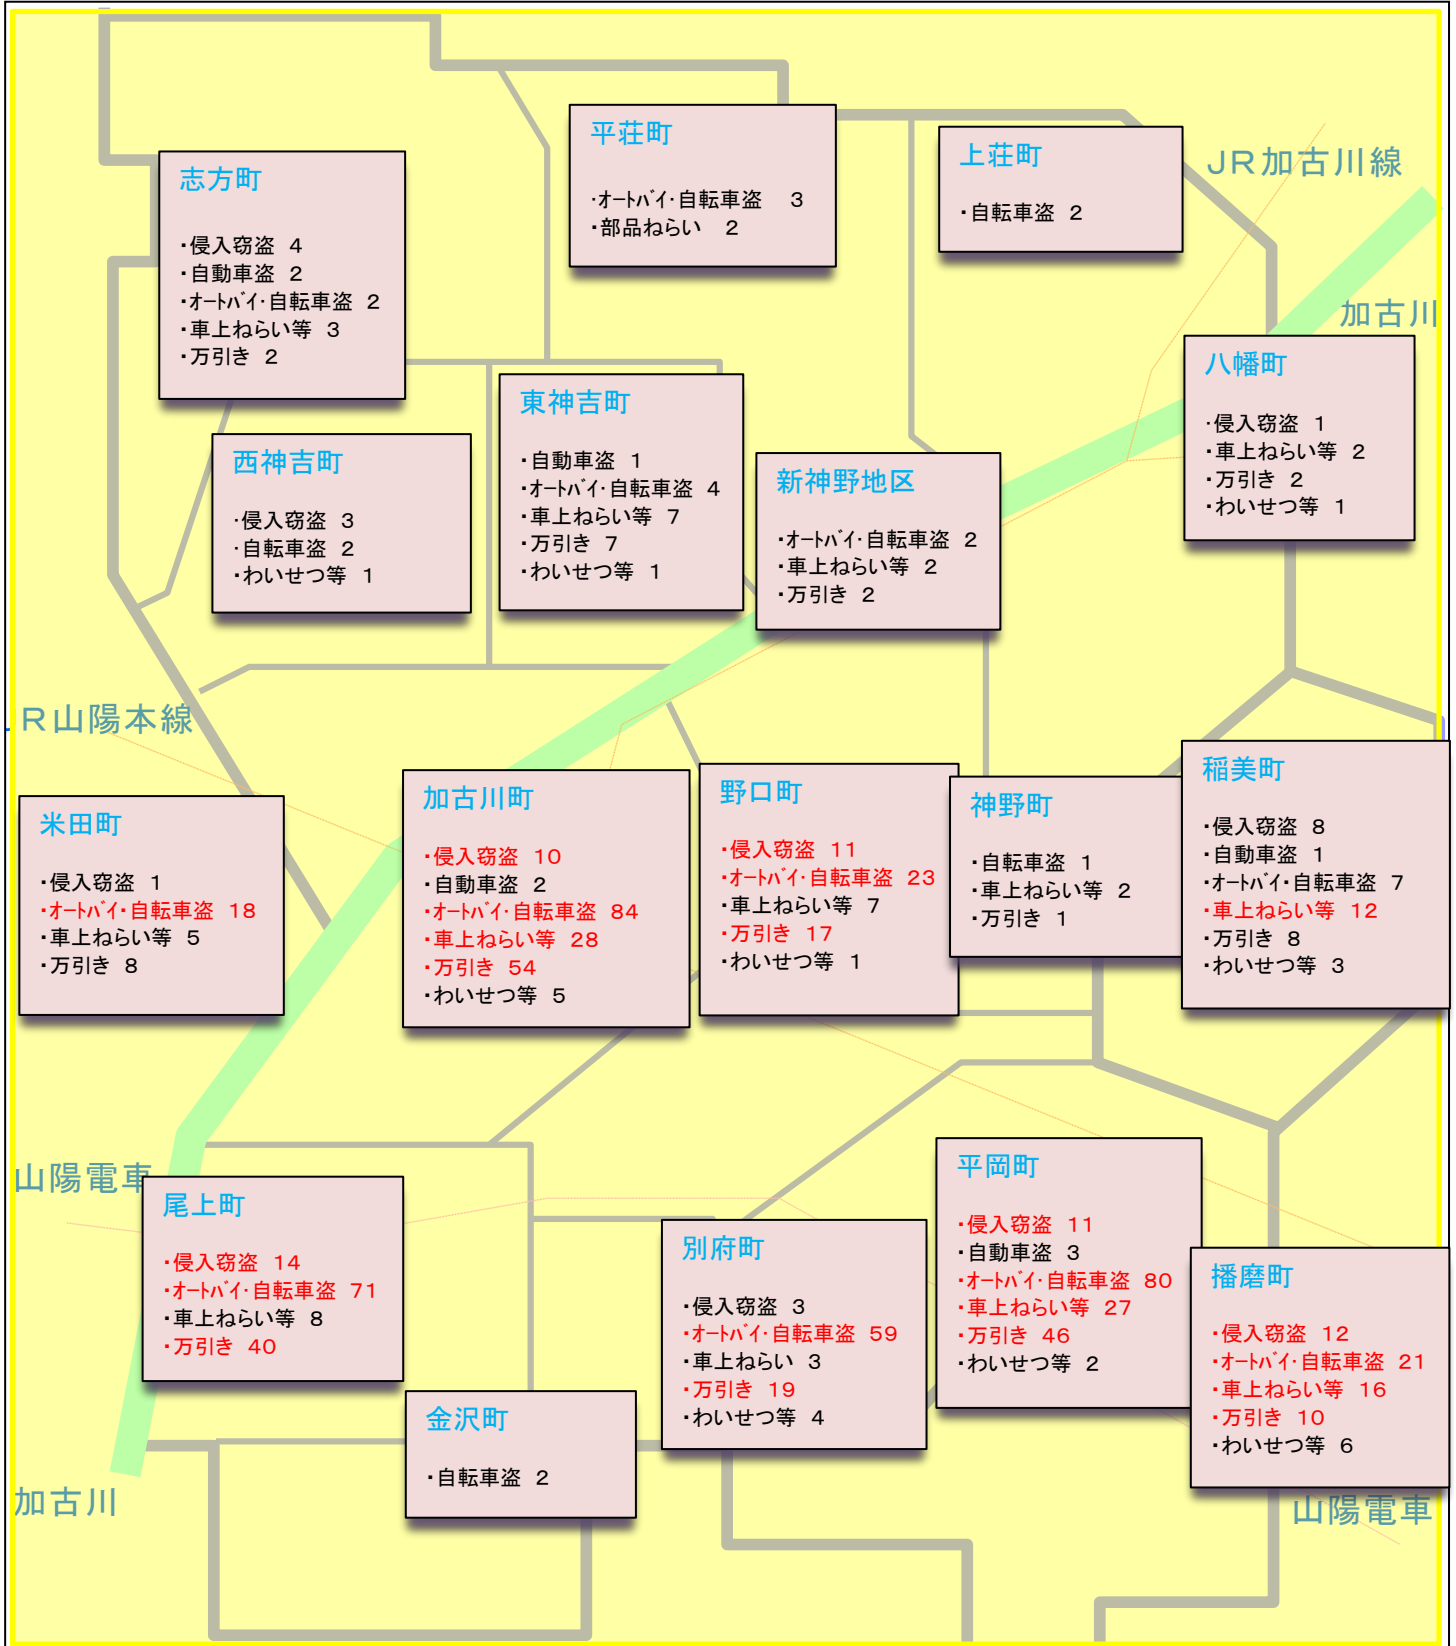 平荘町
・オートバイ・自転車盗 3
・部品ねらい 2
上荘町
・自転車盗 2
JR加古川線
志方町
・侵入窃盗 4
・自動車盗 2
・オートバイ・自転車盗 2
・車上ねらい等 3
・万引き 2
加古川
八幡町
・侵入窃盗 1
・車上ねらい等 2
・万引き 2
・わいせつ等 1
東神吉町
・自動車盗 1
・オートバイ・自転車盗 4
・車上ねらい等 7
・万引き 7
・わいせつ等 1
西神吉町
・侵入窃盗 3
・自転車盗 2
・わいせつ等 1
新神野地区
・オートバイ・自転車盗 2
・車上ねらい等 2
・万引き 2
JR山陽本線
米田町
・侵入窃盗 1
・オートバイ・自転車盗 18
・車上ねらい等 5
・万引き 8
加古川町
・侵入窃盗 10
・自動車盗 2
・オートバイ・自転車盗 84
・車上ねらい等 28
・万引き 54
・わいせつ等 5
野口町
・侵入窃盗 11
・オートバイ・自転車盗 23
・車上ねらい等 7
・万引き 17
・わいせつ等 1
神野町
・自転車盗 1
・車上ねらい等 2
・万引き 1
稲美町
・侵入窃盗 8
・自動車盗 1
・オートバイ・自転車盗 7
・車上ねらい等 12
・万引き 8
・わいせつ等 3
山陽電車
尾上町
・侵入窃盗 14
・オートバイ・自転車盗 71
・車上ねらい等 8
・万引き 40
別府町
・侵入窃盗 3
・オートバイ・自転車盗 59
・車上ねらい 3
・万引き 19
・わいせつ等 4
平岡町
・侵入窃盗 11
・自動車盗 3
・オートバイ・自転車盗 80
・車上ねらい等 27
・万引き 46
・わいせつ等 2
播磨町
・侵入窃盗 12
・オートバイ・自転車盗 21
・車上ねらい等 16
・万引き 10
・わいせつ等 6
金沢町
・自転車盗 2
加古川
山陽電車